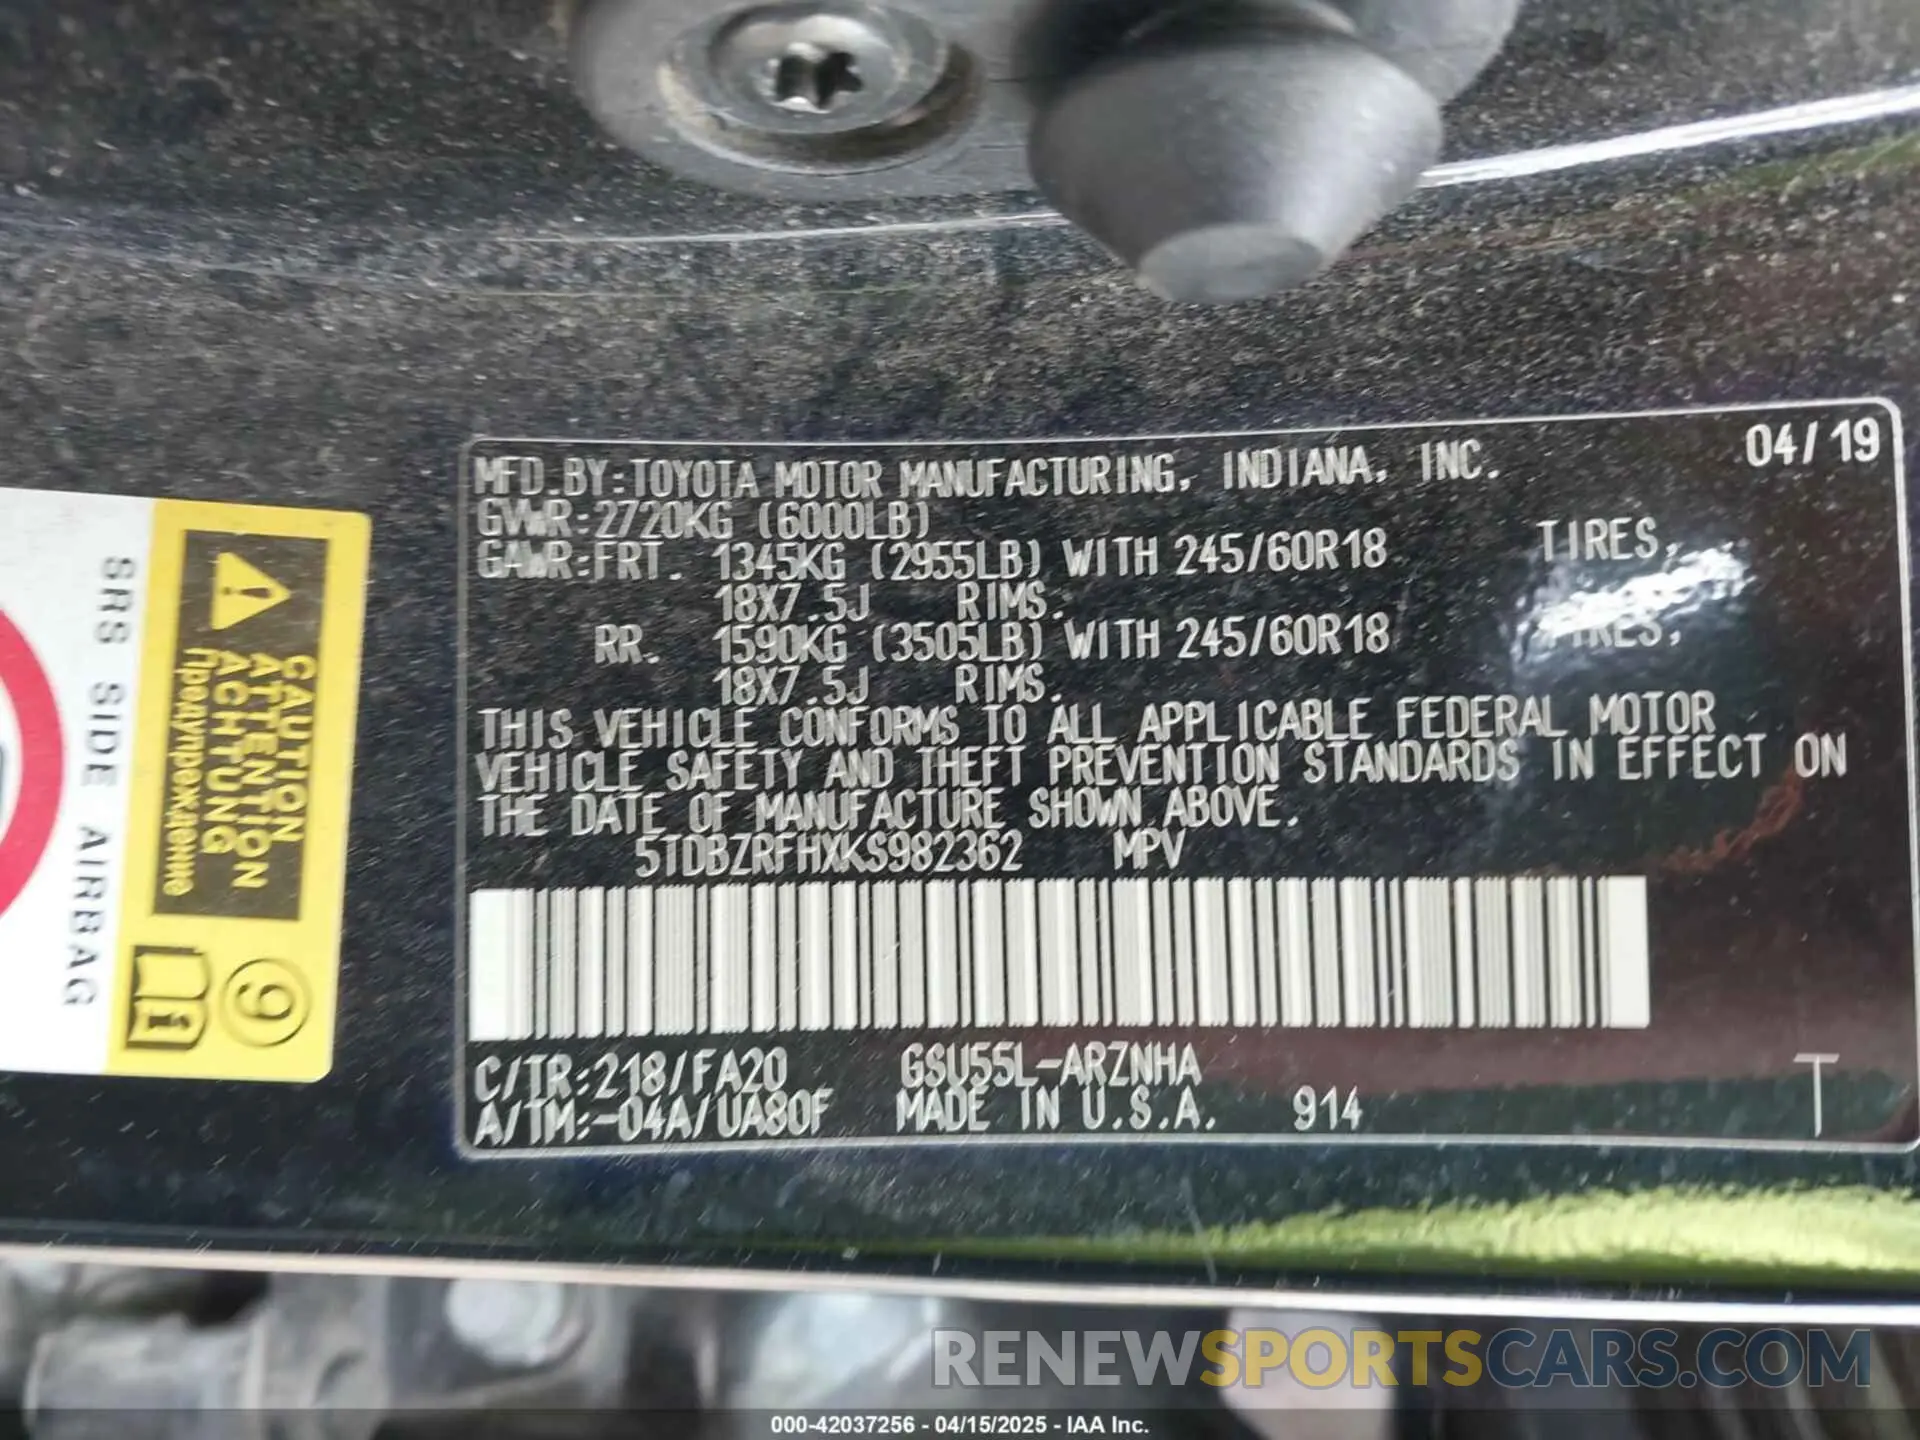 MFD.BY:TOYOTA MOTOR MANUFACTURING, INDIANA, INC. 04/19
GVWR:2720KG (6000LB)
GAWR:FRT. 1345KG (2955LB) WITH 245/60R18 TIRES,
18X7.5J RIMS.
RR. 1590KG (3505LB) WITH 245/60R18 TIRES,
18X7.5J RIMS.
THIS VEHICLE CONFORMS TO ALL APPLICABLE FEDERAL MOTOR
VEHICLE SAFETY AND THEFT PREVENTION STANDARDS IN EFFECT ON
THE DATE OF MANUFACTURE SHOWN ABOVE.
5TDBZRFHXKS982362 MPV
C/TR:218/FA20 GSU55L-ARZNHA
A/TM:-04A/UA80F MADE IN U.S.A. 914
T
CAUTION
ATTENTION
ACHTUNG
Предупреждение
9
SRS SIDE AIRBAG
RENEWSPORTSCARS.COM
000-42037256 - 04/15/2025 - IAA Inc.